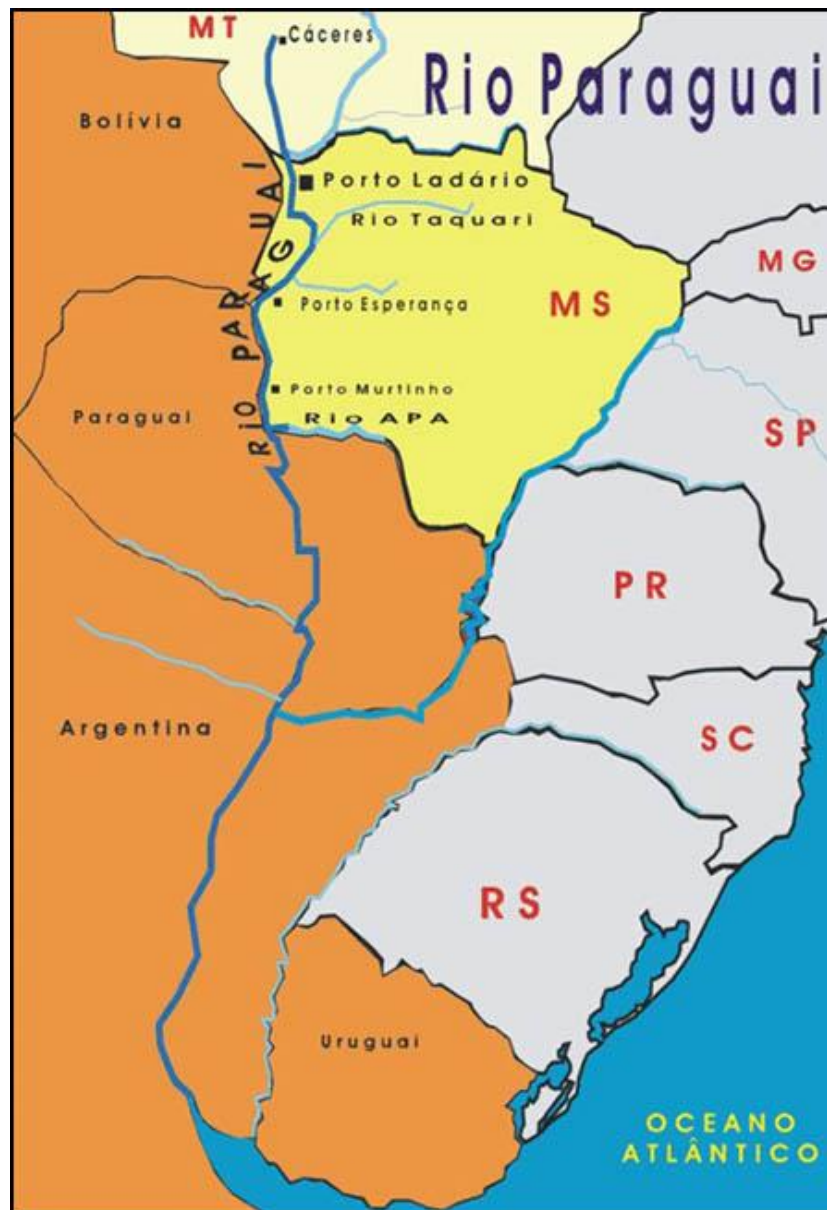 MT
Cáceres
Rio Paraguai
Bolívia
Porto Ladário
Rio Taquari
MG
MS
RIO PARAGUAI
Porto Esperança
Porto Murtinho
Paraguai
Rio APA
SP
PR
Argentina
SC
RS
Uruguai
OCEANO
ATLÂNTICO